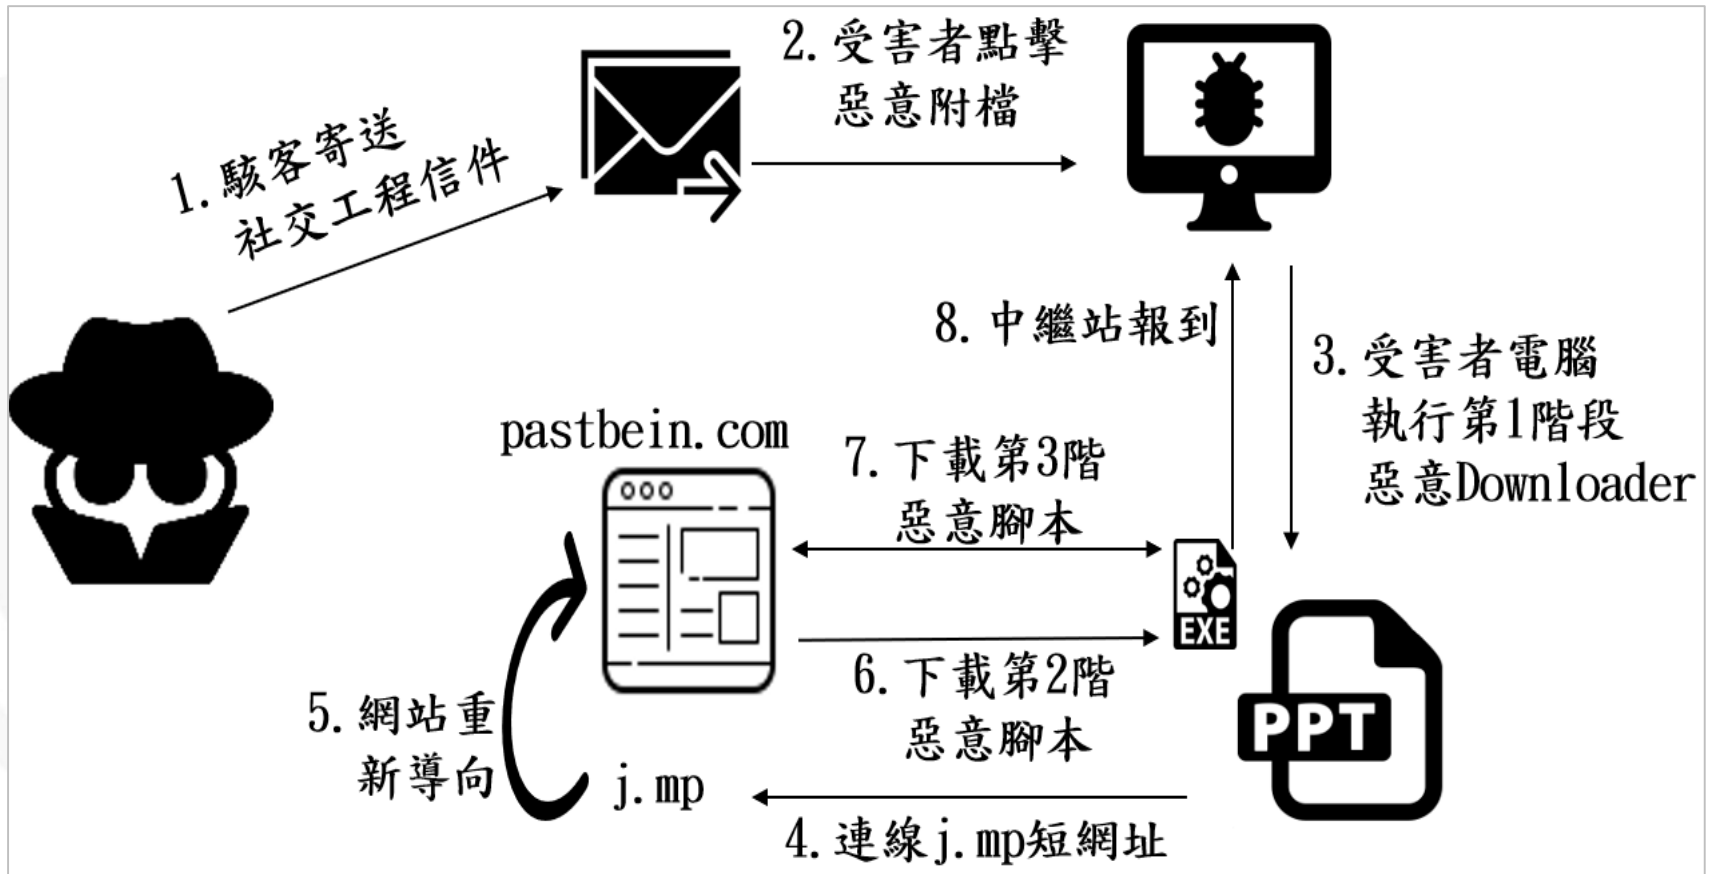 1.駭客寄送
社交工程信件
2.受害者點擊
惡意附檔
3.受害者電腦
執行第1階段
惡意Downloader
4.連線j.mp短網址
j.mp
5.網站重
新導向
pastbein.com
6.下載第2階
惡意腳本
7.下載第3階
惡意腳本
8.中繼站報到
EXE
PPT